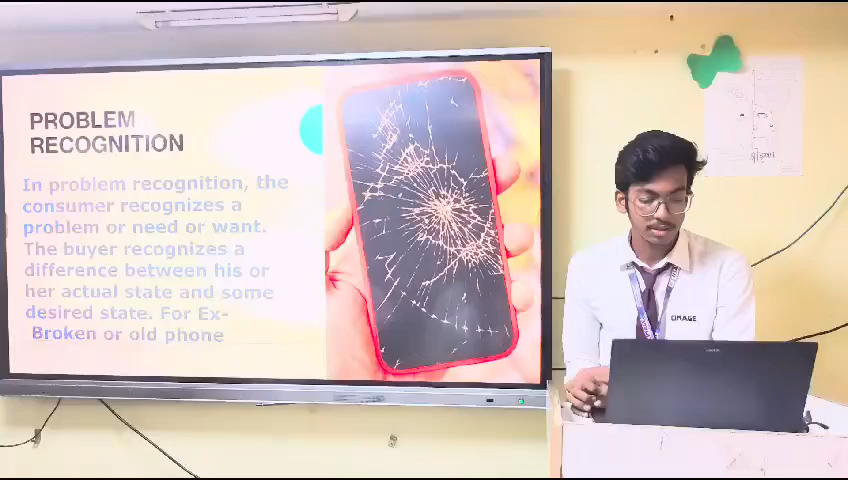 PROBLEM
RECOGNITION
In problem recognition, the
consumer recognizes a
problem or need or want.
The buyer recognizes a
difference between his or
her actual state and some
desired state. For Ex-
Broken or old phone